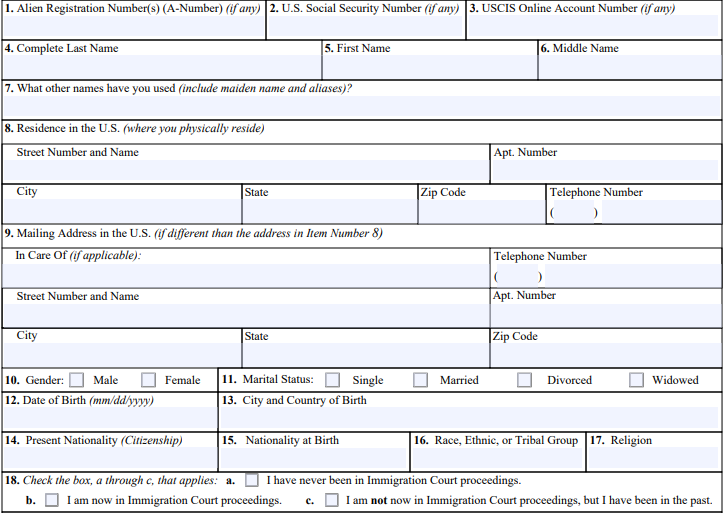 1. Alien Registration Number(s) (A-Number) (if any) 2. U.S. Social Security Number (if any) 3. USCIS Online Account Number (if any)
4. Complete Last Name 5. First Name 6. Middle Name
7. What other names have you used (include maiden name and aliases)?
8. Residence in the U.S. (where you physically reside)
Street Number and Name Apt. Number
City State Zip Code Telephone Number
( )
9. Mailing Address in the U.S. (if different than the address in Item Number 8)
In Care Of (if applicable): Telephone Number
( )
Street Number and Name Apt. Number
City State Zip Code
10. Gender: Male Female 11. Marital Status: Single Married Divorced Widowed
12. Date of Birth (mm/dd/yyyy) 13. City and Country of Birth
14. Present Nationality (Citizenship) 15. Nationality at Birth 16. Race, Ethnic, or Tribal Group 17. Religion
18. Check the box, a through c, that applies: a. I have never been in Immigration Court proceedings.
b. I am now in Immigration Court proceedings. c. I am not now in Immigration Court proceedings, but I have been in the past.